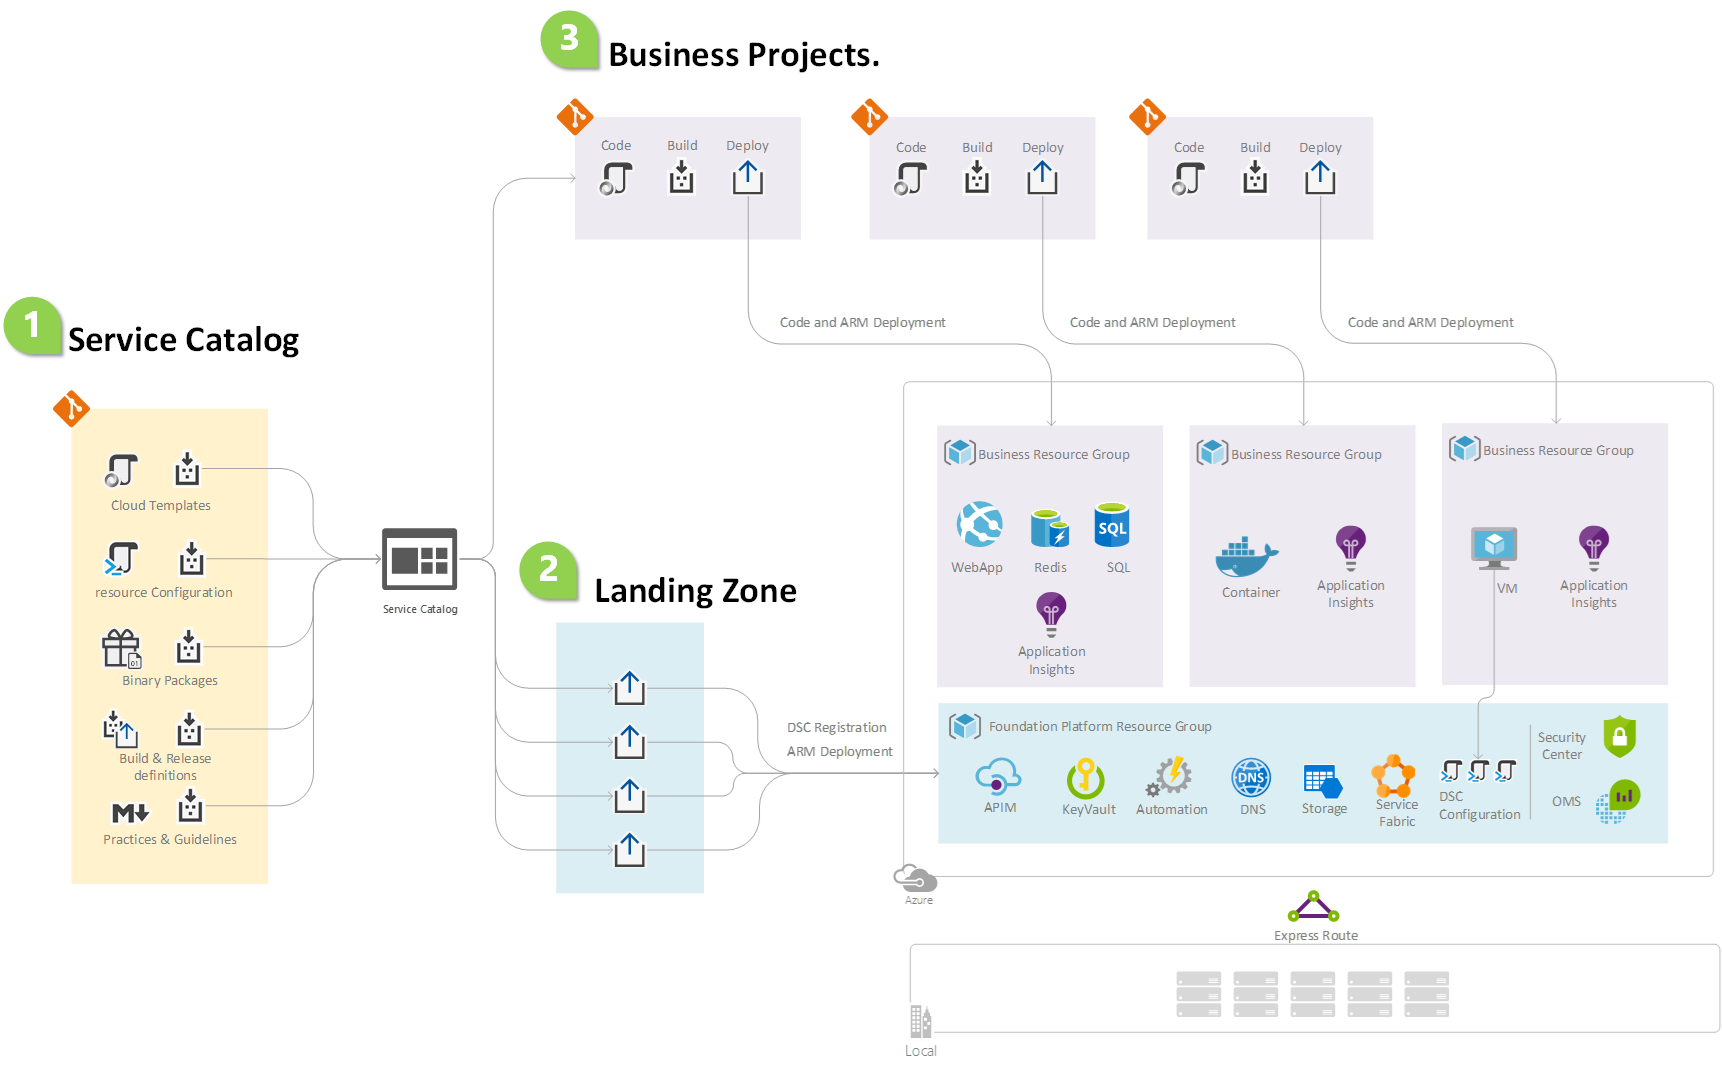 3
Business Projects.
Code Build Deploy
Code Build Deploy
Code Build Deploy
1
Service Catalog
Code and ARM Deployment
Code and ARM Deployment
Code and ARM Deployment
Cloud Templates
resource Configuration
Binary Packages
01
Build & Release
definitions
M
Practices & Guidelines
Service Catalog
2
Landing Zone
DSC Registration
ARM Deployment
Business Resource Group
WebApp
Redis
SQL
SQL
Application
Insights
Business Resource Group
Container
Application
Insights
Business Resource Group
VM
Application
Insights
Foundation Platform Resource Group
APIM
KeyVault
Automation
DNS
DNS
Storage
Service
Fabric
DSC
Configuration
Security
Center
OMS
Azure
Express Route
Local